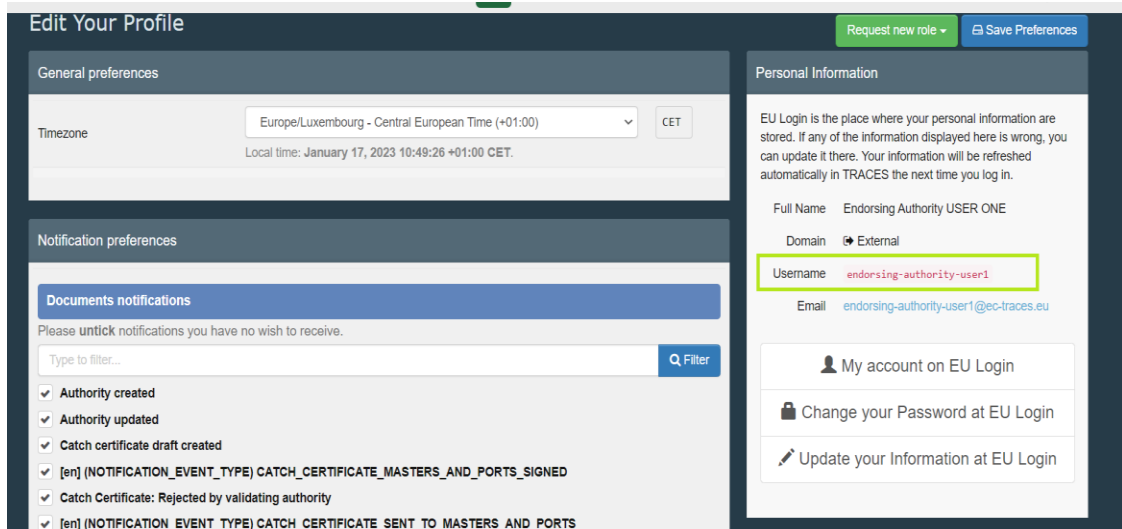 Edit Your Profile
Request new role
Save Preferences
General preferences
Timezone
Europe/Luxembourg - Central European Time (+01:00)
CET
Local time: January 17, 2023 10:49:26 +01:00 CET.
Notification preferences
Documents notifications
Please untick notifications you have no wish to receive.
Type to filter...
Filter
Authority created
Authority updated
Catch certificate draft created
[en] (NOTIFICATION_EVENT_TYPE) CATCH_CERTIFICATE_MASTERS_AND_PORTS_SIGNED
Catch Certificate: Rejected by validating authority
[en] (NOTIFICATION_EVENT_TYPE) CATCH_CERTIFICATE_SENT_TO_MASTERS_AND_PORTS
Personal Information
EU Login is the place where your personal information are
stored. If any of the information displayed here is wrong, you
can update it there. Your information will be refreshed
automatically in TRACES the next time you log in.
Full Name Endorsing Authority USER ONE
Domain External
Username endorsing-authority-user1
Email endorsing-authority-user1@ec-traces.eu
My account on EU Login
Change your Password at EU Login
Update your Information at EU Login